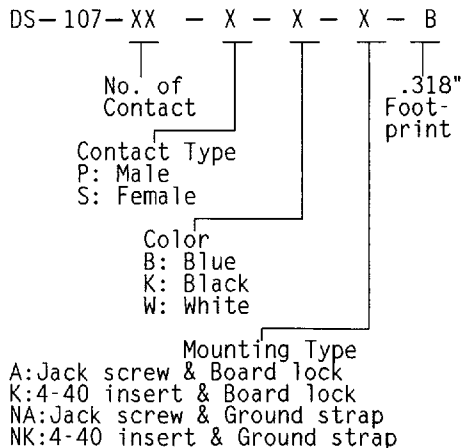 DS-107-XX - X - X - X - B
No. of
Contact
.318"
Foot-
print
Contact Type
P: Male
S: Female
Color
B: Blue
K: Black
W: White
Mounting Type
A:Jack screw & Board lock
K:4-40 insert & Board lock
NA:Jack screw & Ground strap
NK:4-40 insert & Ground strap